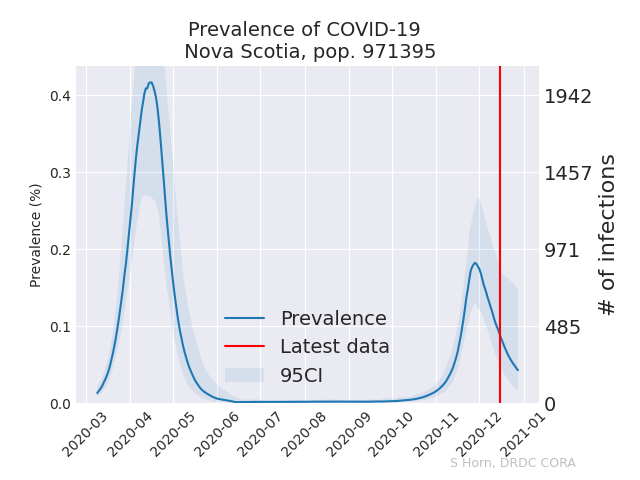 Prevalence of COVID-19
Nova Scotia, pop. 971395
Prevalence (%)
0.4
0.3
0.2
0.1
0.0
1942
1457
971
485
0
# of infections
Prevalence
Latest data
95CI
2020-03
2020-04
2020-05
2020-06
2020-07
2020-08
2020-09
2020-10
2020-11
2020-12
2021-01
S Horn, DRDC CORA